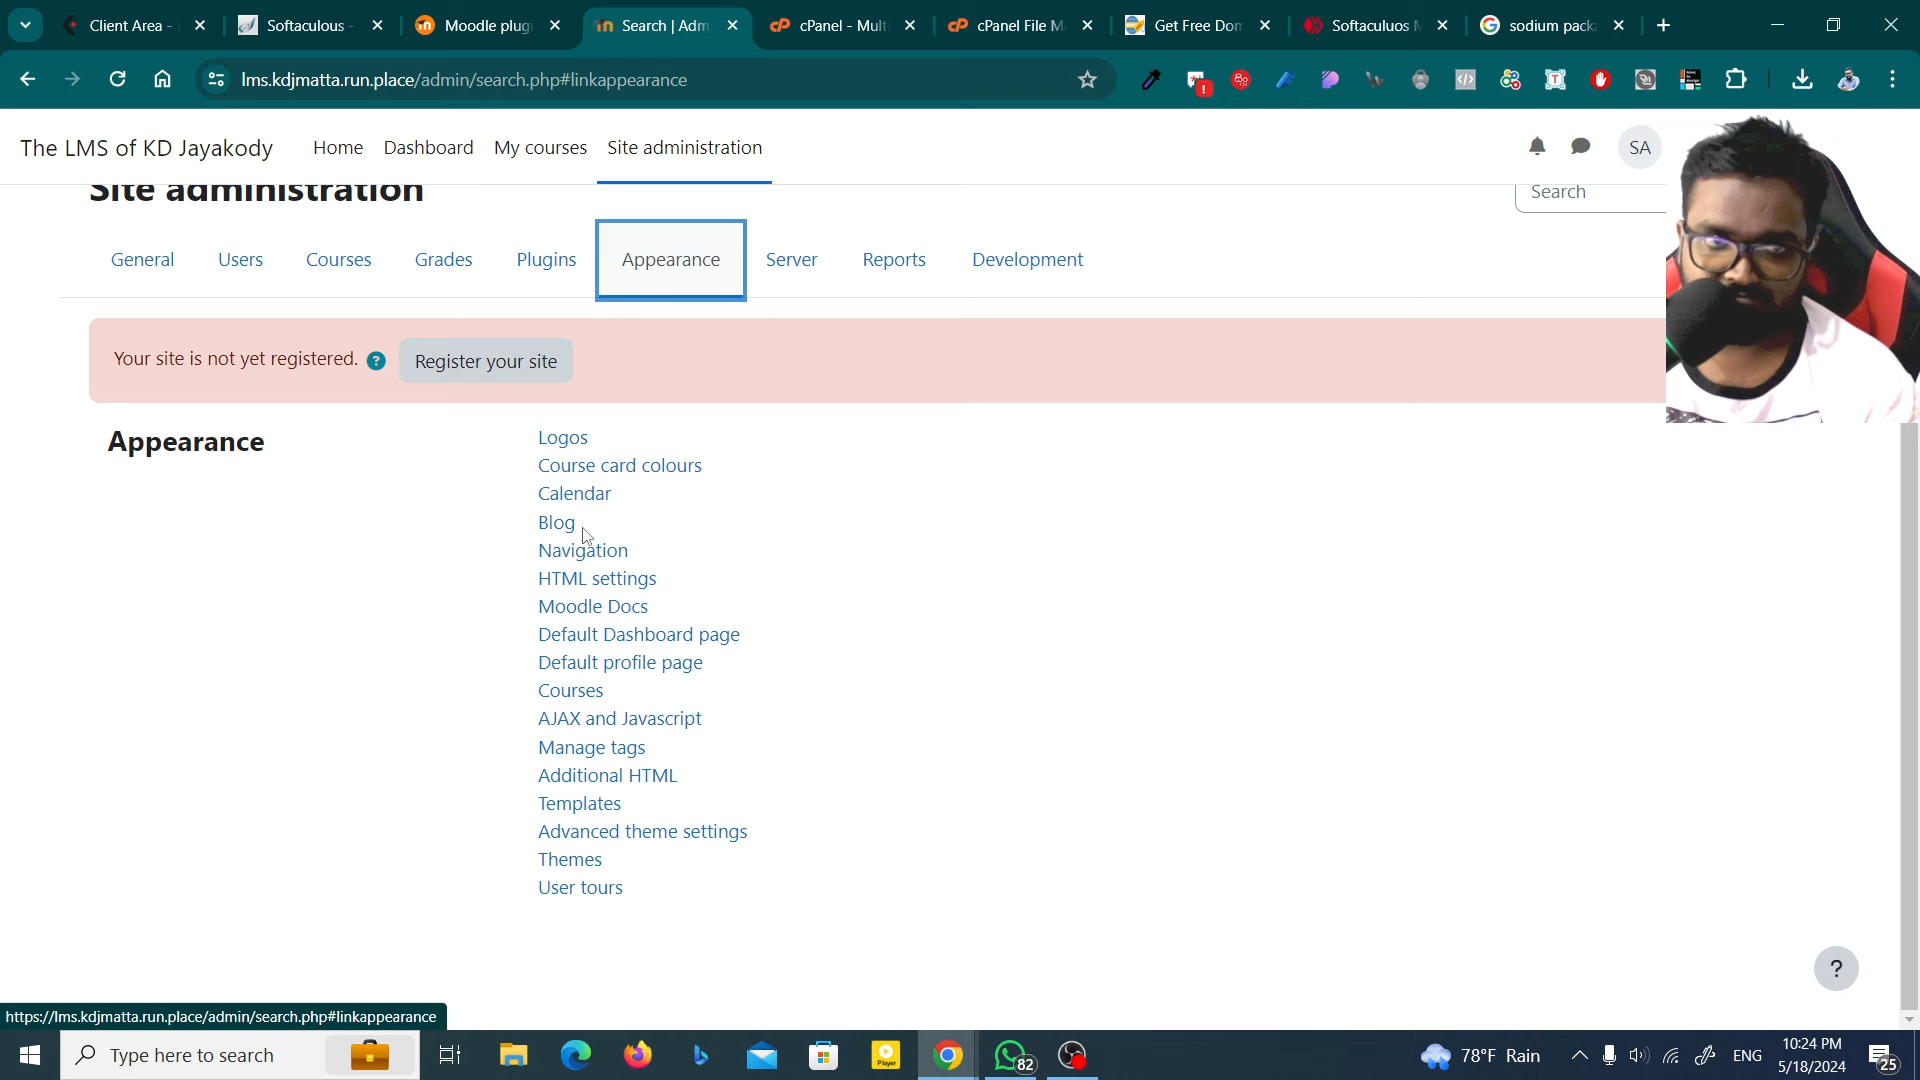 Client Area -
Softaculous -
Moodle plugi
Search | Adm
cPanel - Mult
cPanel File M
Get Free Don
Softaculuos N
sodium pack
lms.kdjmatta.run.place/admin/search.php#linkappearance
The LMS of KD Jayakody
Home
Dashboard
My courses
Site administration
SA
Site administration
Search
General
Users
Courses
Grades
Plugins
Appearance
Server
Reports
Development
Your site is not yet registered.
?
Register your site
Appearance
Logos
Course card colours
Calendar
Blog
Navigation
HTML settings
Moodle Docs
Default Dashboard page
Default profile page
Courses
AJAX and Javascript
Manage tags
Additional HTML
Templates
Advanced theme settings
Themes
User tours
?
https://lms.kdjmatta.run.place/admin/search.php#linkappearance
Type here to search
82
78°F Rain
ENG
10:24 PM
5/18/2024
25